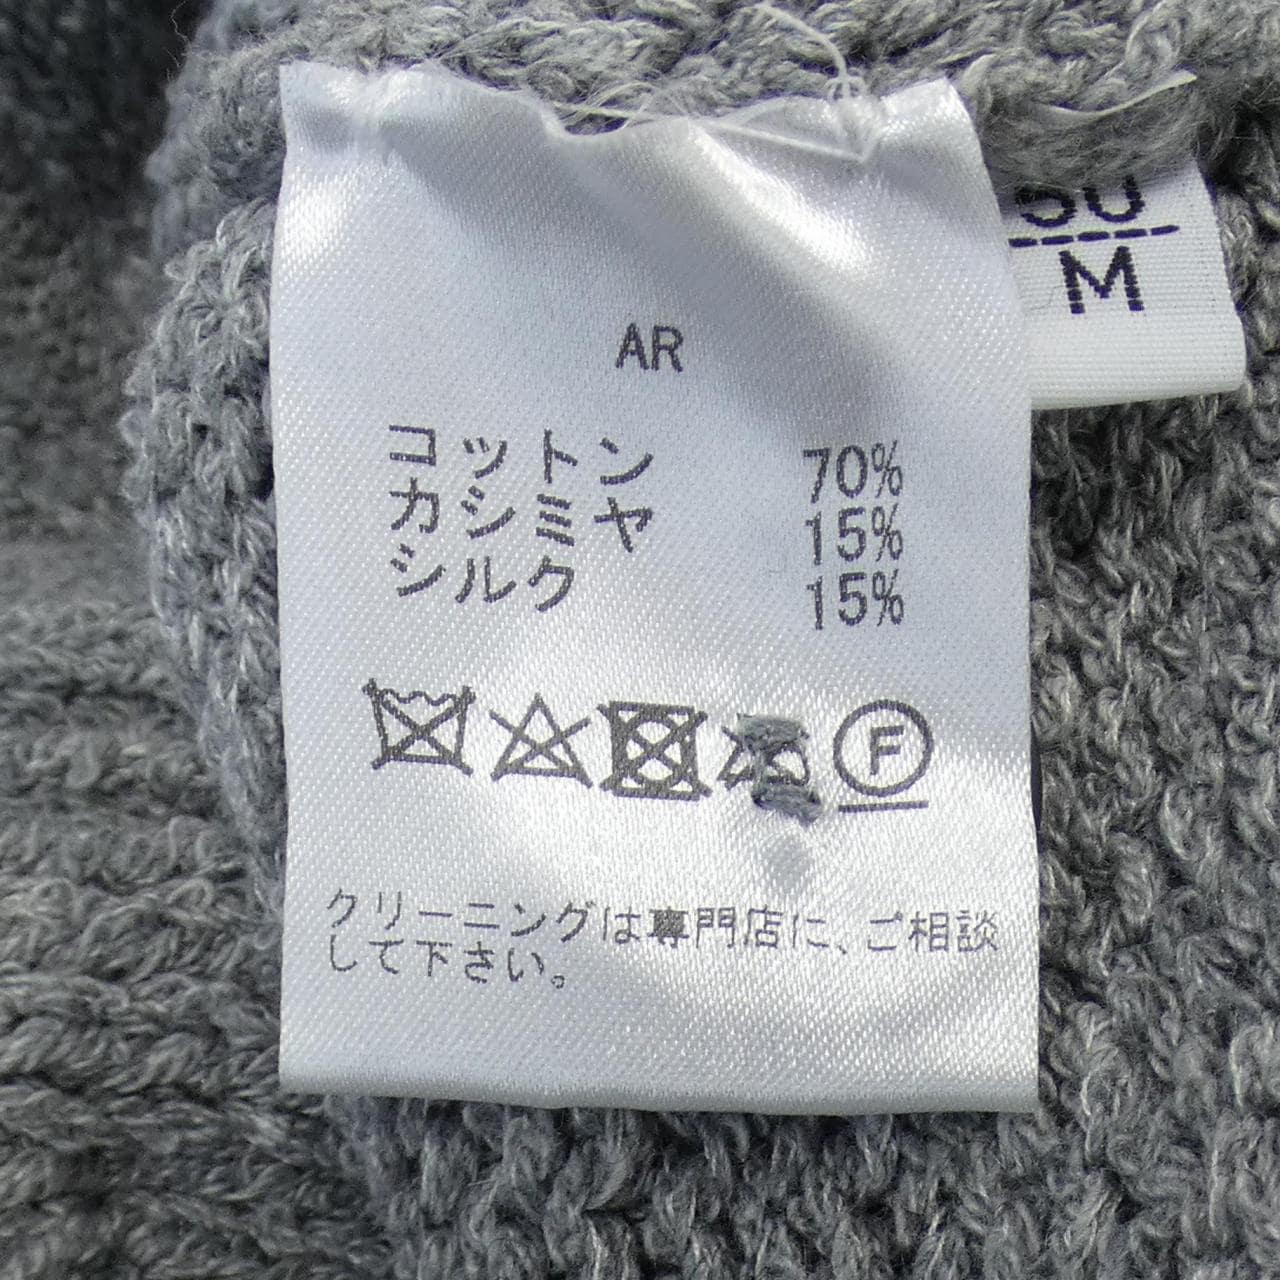 50
M
AR
コットン 70%
カシミヤ 15%
シルク 15%
F
クリーニングは専門店に、ご相談
して下さい。